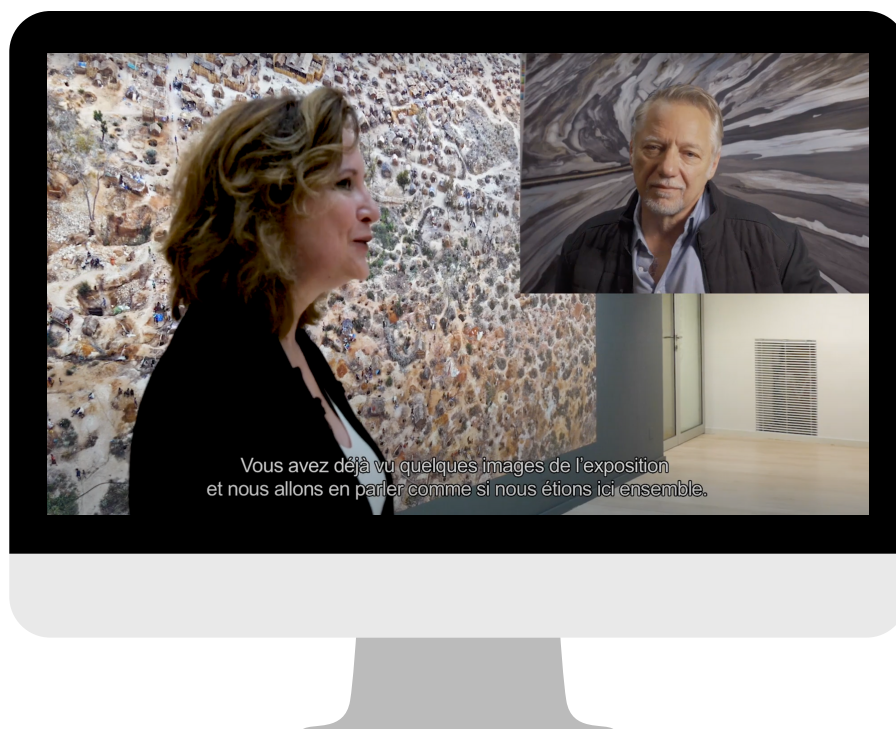 Vous avez déjà vu quelques images de l'exposition
et nous allons en parler comme si nous étions ici ensemble.